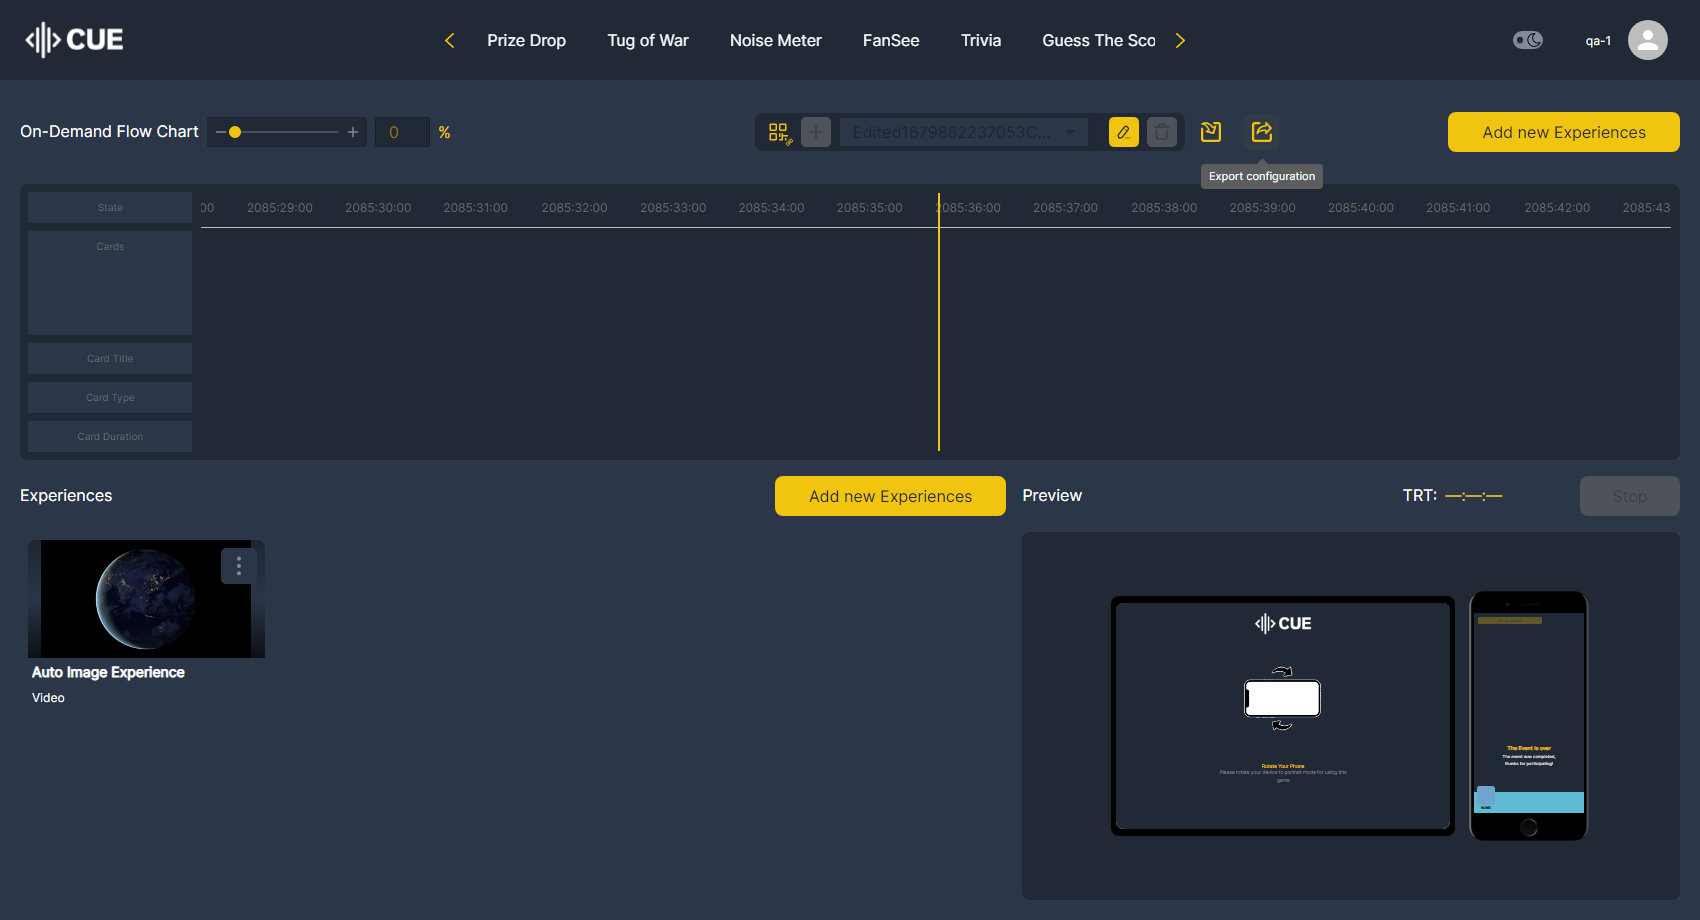 CUE
Prize Drop Tug of War Noise Meter FanSee Trivia Guess The Sco
qa-1
On-Demand Flow Chart 0 %
Edited1679882237053C...
Add new Experiences
Export configuration
State
00 2085:29:00 2085:30:00 2085:31:00 2085:32:00 2085:33:00 2085:34:00 2085:35:00 2085:36:00 2085:37:00 2085:38:00 2085:39:00 2085:40:00 2085:41:00 2085:42:00 2085:43
Cards
Card Title
Card Type
Card Duration
Experiences
Add new Experiences
Preview
TRT: —:—:—
Stop
Auto Image Experience
Video
CUE
Rotate Your Phone
Please rotate your device to portrait mode for using this
game
The Event is over
The event was completed,
thanks for participating!
HOME